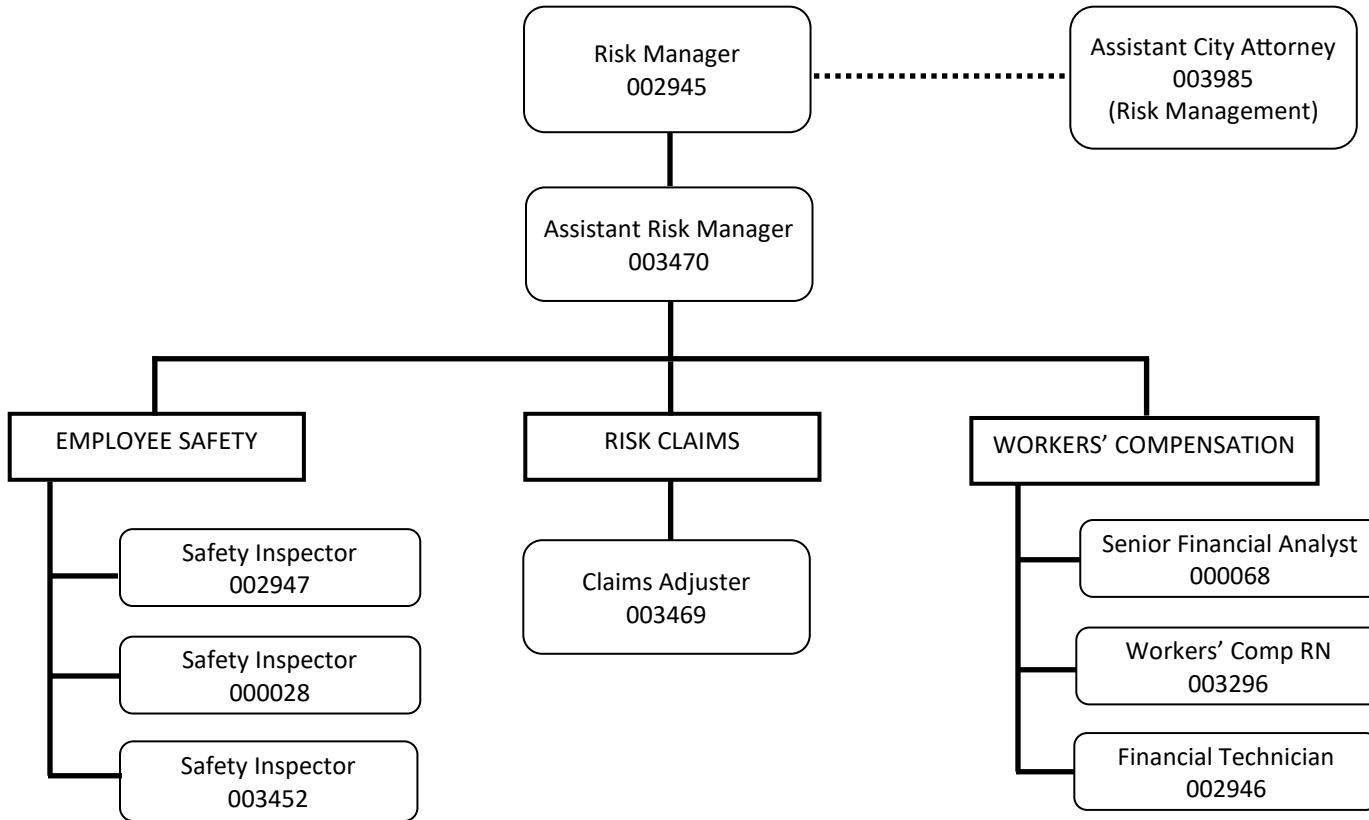 Risk Manager
002945
Assistant City Attorney
003985
(Risk Management)
Assistant Risk Manager
003470
EMPLOYEE SAFETY
Safety Inspector
002947
Safety Inspector
000028
Safety Inspector
003452
RISK CLAIMS
Claims Adjuster
003469
WORKERS’ COMPENSATION
Senior Financial Analyst
000068
Workers’ Comp RN
003296
Financial Technician
002946